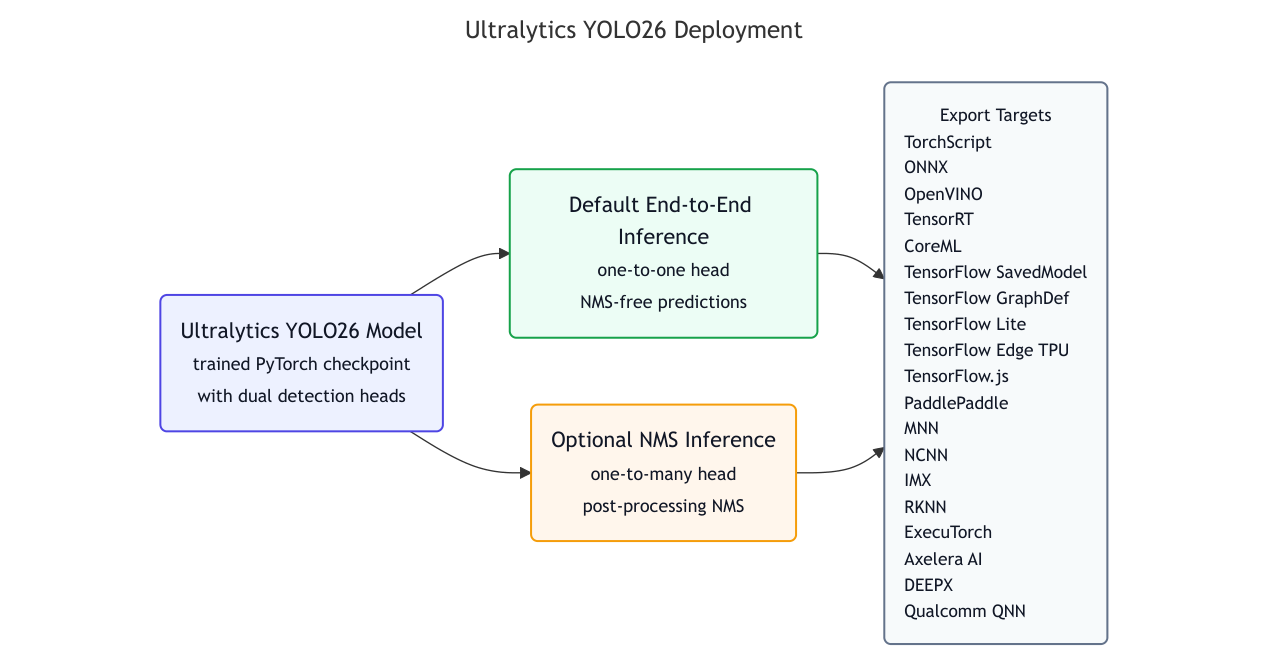 Ultralytics YOLO26 Deployment
Ultralytics YOLO26 Model
trained PyTorch checkpoint
with dual detection heads
Default End-to-End
Inference
one-to-one head
NMS-free predictions
Optional NMS Inference
one-to-many head
post-processing NMS
Export Targets
TorchScript
ONNX
OpenVINO
TensorRT
CoreML
TensorFlow SavedModel
TensorFlow GraphDef
TensorFlow Lite
TensorFlow Edge TPU
TensorFlow.js
PaddlePaddle
MNN
NCNN
IMX
RKNN
ExecuTorch
Axelera AI
DEEPX
Qualcomm QNN